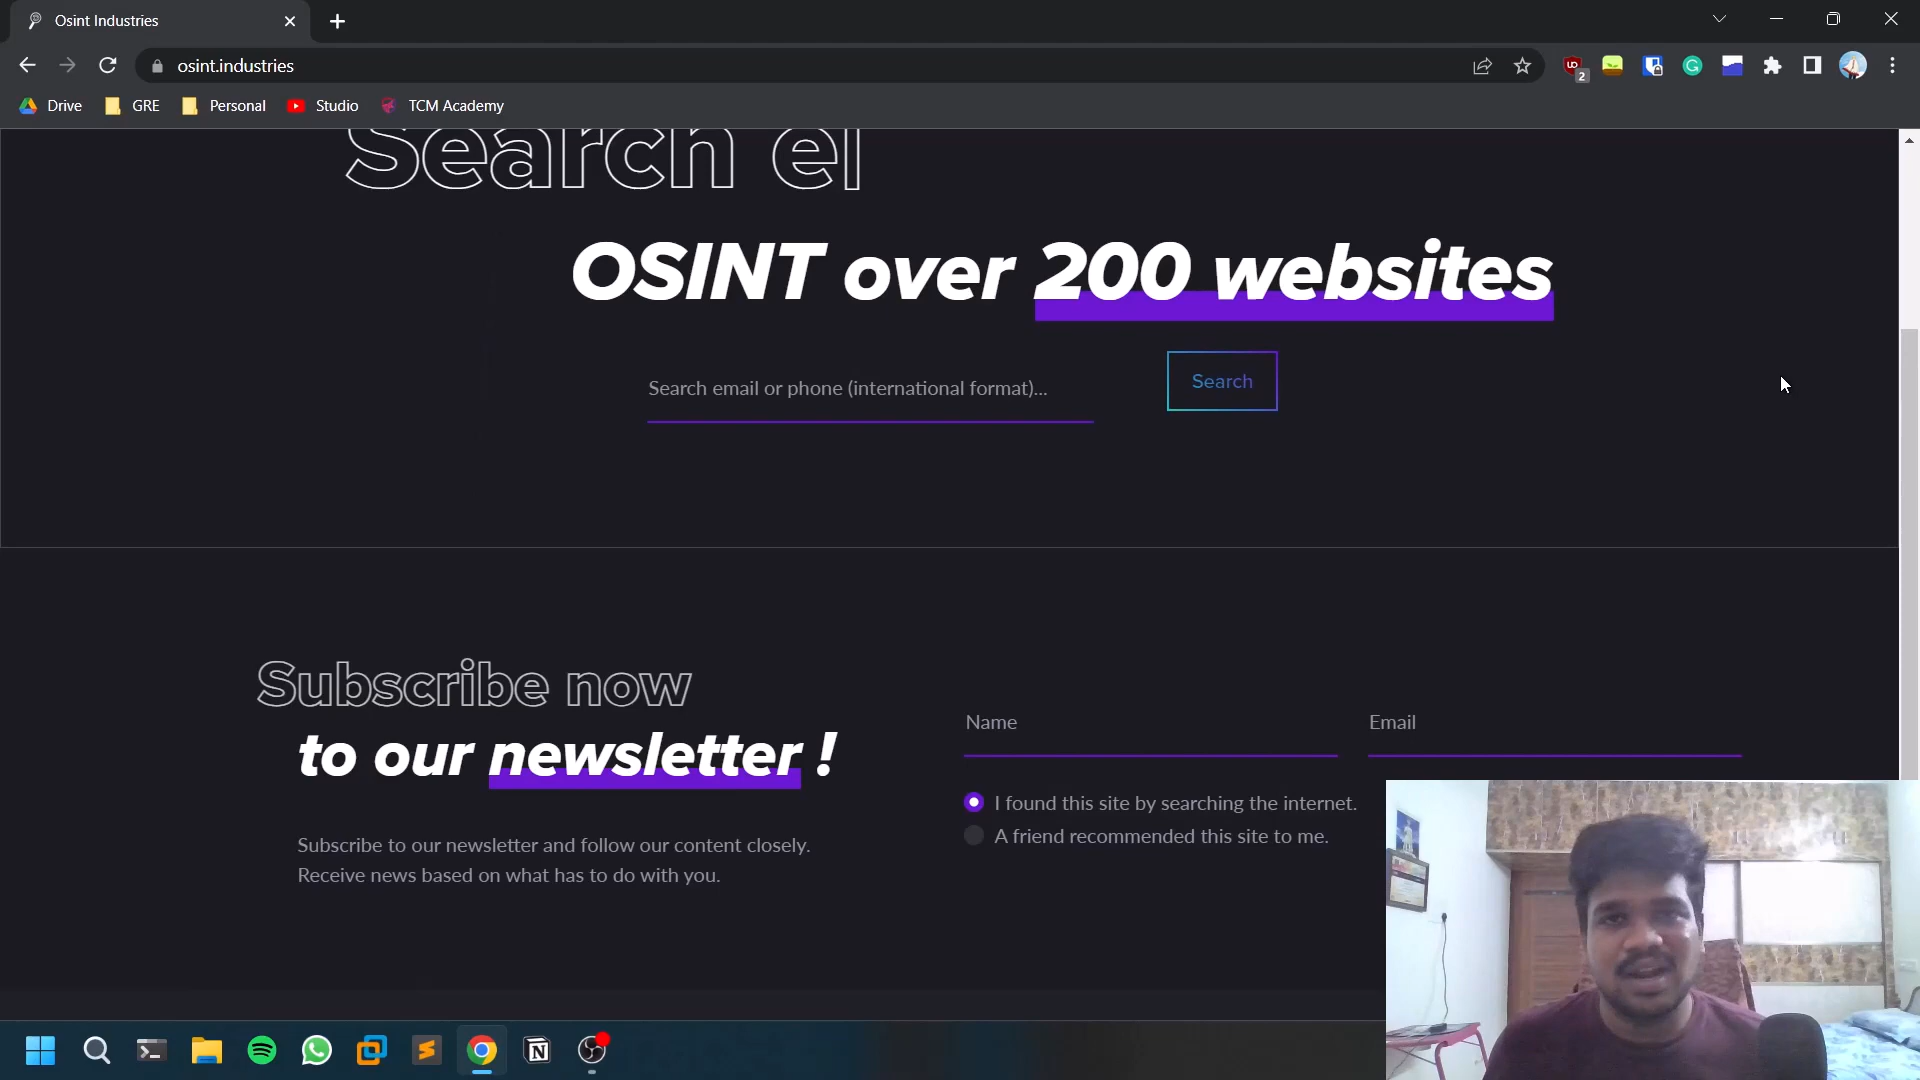 Osint Industries
osint.industries
2
Drive
GRE
Personal
Studio
TCM Academy
Search el
OSINT over 200 websites
Search email or phone (international format)...
Search
Subscribe now
to our newsletter !
Subscribe to our newsletter and follow our content closely.
Receive news based on what has to do with you.
Name
Email
I found this site by searching the internet.
A friend recommended this site to me.